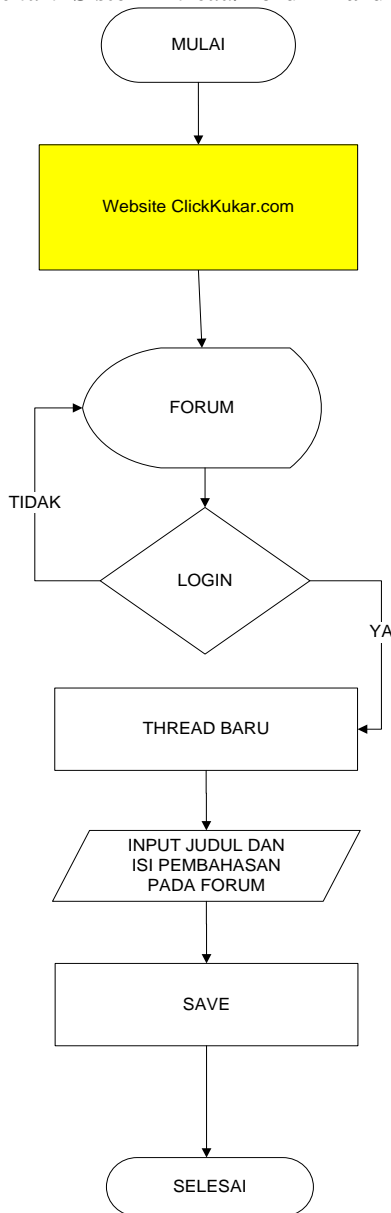 MULAI
Website ClickKukar.com
FORUM
TIDAK
LOGIN
YA
THREAD BARU
INPUT JUDUL DAN
ISI PEMBAHASAN
PADA FORUM
SAVE
SELESAI